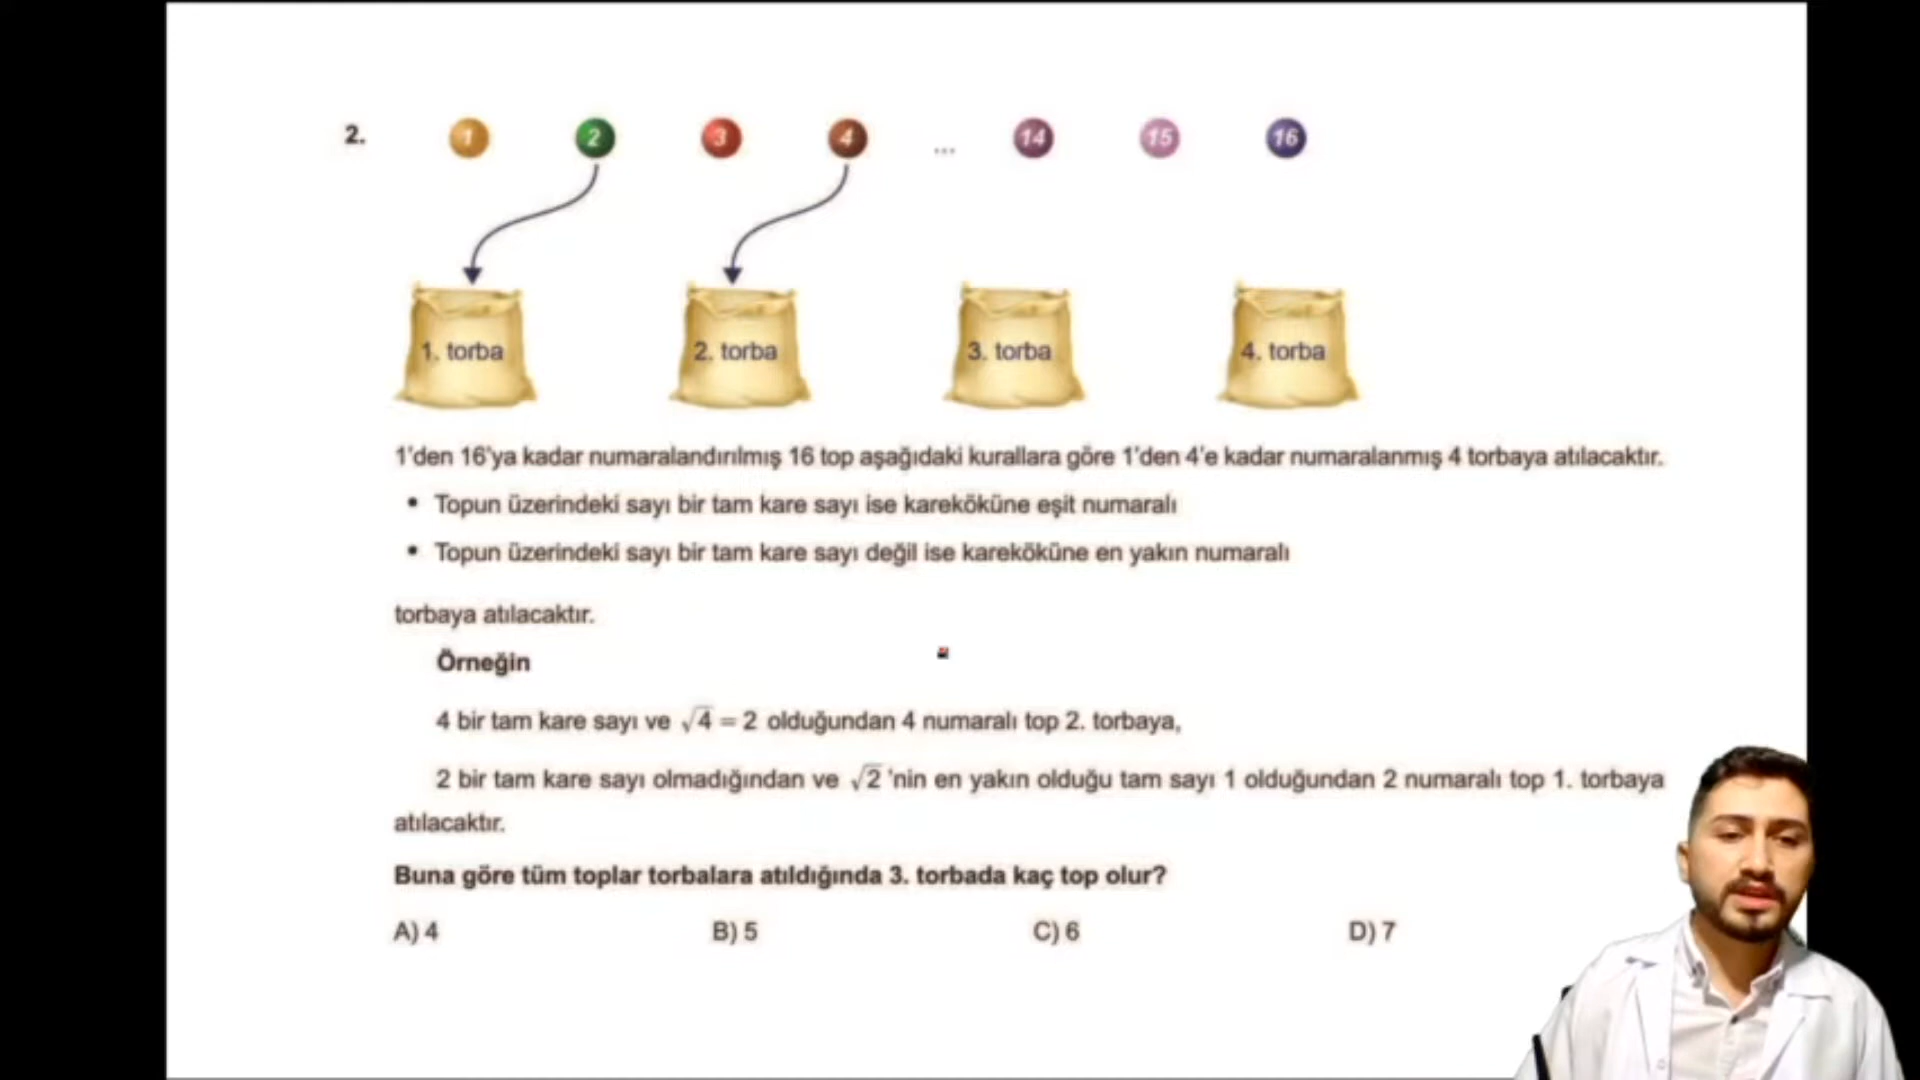 2. 1 2 3 4 ... 14 15 16
1. torba 2. torba 3. torba 4. torba
1'den 16'ya kadar numaralandırılmış 16 top aşağıdaki kurallara göre 1'den 4'e kadar numaralanmış 4 torbaya atılacaktır.
• Topun üzerindeki sayı bir tam kare sayı ise kareköküne eşit numaralı
• Topun üzerindeki sayı bir tam kare sayı değil ise kareköküne en yakın numaralı
torbaya atılacaktır.
Örneğin
4 bir tam kare sayı ve √4 = 2 olduğundan 4 numaralı top 2. torbaya,
2 bir tam kare sayı olmadığından ve √2 'nin en yakın olduğu tam sayı 1 olduğundan 2 numaralı top 1. torbaya
atılacaktır.
Buna göre tüm toplar torbalara atıldığında 3. torbada kaç top olur?
A) 4 B) 5 C) 6 D) 7